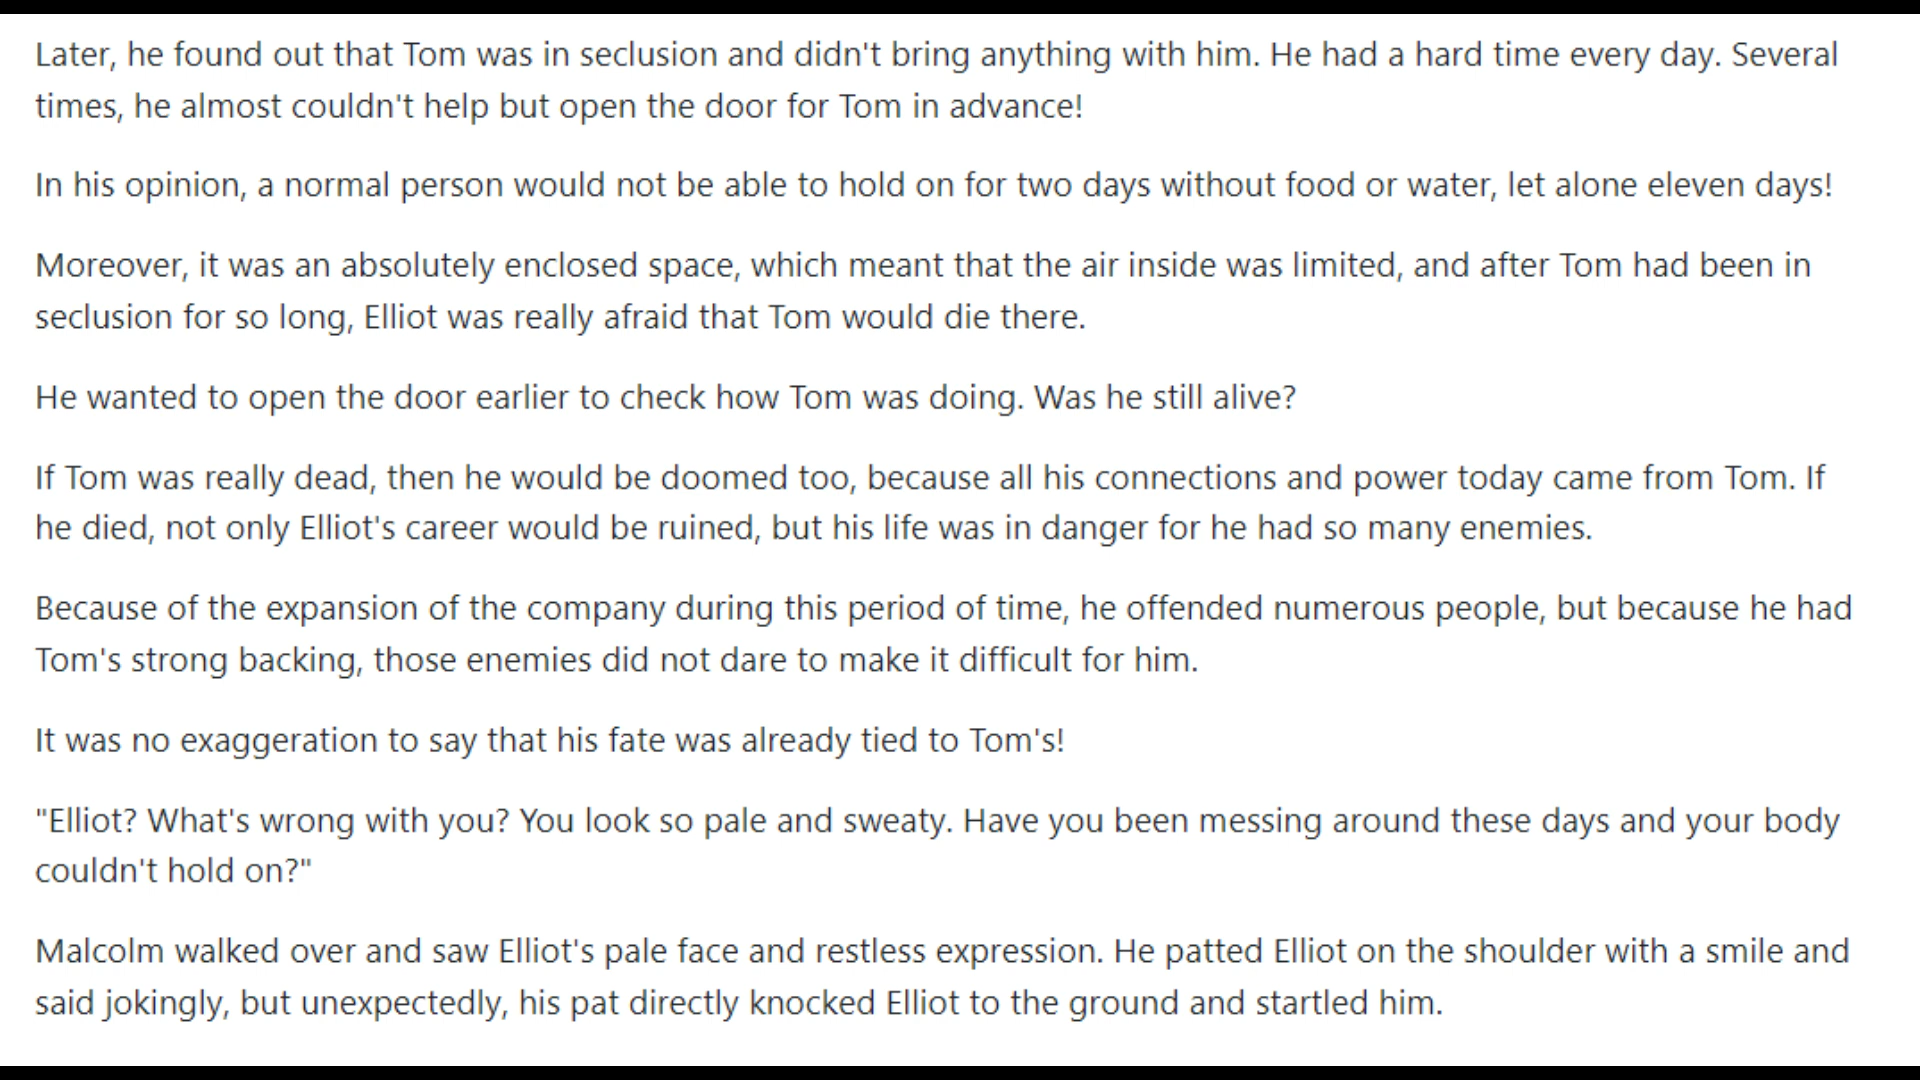 Later, he found out that Tom was in seclusion and didn't bring anything with him. He had a hard time every day. Several
times, he almost couldn't help but open the door for Tom in advance!
In his opinion, a normal person would not be able to hold on for two days without food or water, let alone eleven days!
Moreover, it was an absolutely enclosed space, which meant that the air inside was limited, and after Tom had been in
seclusion for so long, Elliot was really afraid that Tom would die there.
He wanted to open the door earlier to check how Tom was doing. Was he still alive?
If Tom was really dead, then he would be doomed too, because all his connections and power today came from Tom. If
he died, not only Elliot's career would be ruined, but his life was in danger for he had so many enemies.
Because of the expansion of the company during this period of time, he offended numerous people, but because he had
Tom's strong backing, those enemies did not dare to make it difficult for him.
It was no exaggeration to say that his fate was already tied to Tom's!
"Elliot? What's wrong with you? You look so pale and sweaty. Have you been messing around these days and your body
couldn't hold on?"
Malcolm walked over and saw Elliot's pale face and restless expression. He patted Elliot on the shoulder with a smile and
said jokingly, but unexpectedly, his pat directly knocked Elliot to the ground and startled him.